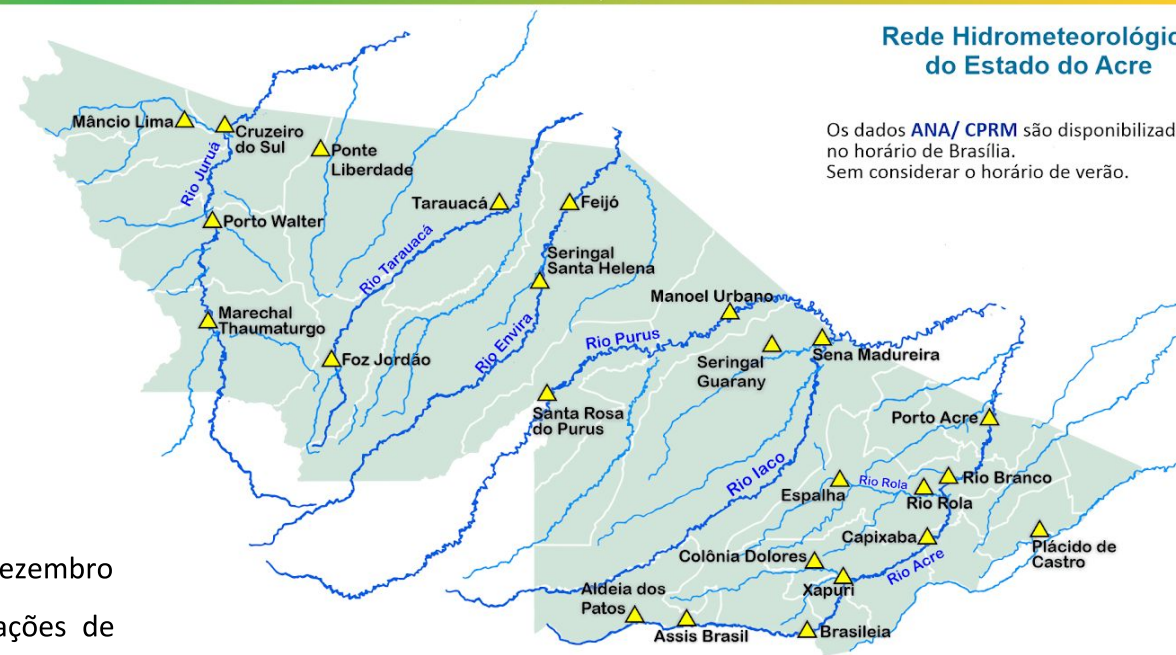 Rede Hidrometeorológic
do Estado do Acre
Os dados ANA/ CPRM são disponibilizad
no horário de Brasília.
Sem considerar o horário de verão.
Mâncio Lima
Cruzeiro
do Sul
Ponte
Liberdade
Rio Juruá
Porto Walter
Tarauacá
Feijó
Rio Tarauacá
Seringal
Santa Helena
Manoel Urbano
Marechal
Thaumaturgo
Rio Envira
Rio Purus
Foz Jordão
Seringal
Guarany
Sena Madureira
Santa Rosa
do Purus
Porto Acre
Rio Iaco
Espalha
Rio Rola
Rio Branco
Rio Rola
Capixaba
Plácido de
Castro
Colônia Dolores
Rio Acre
Xapuri
Aldeia dos
Patos
Assis Brasil
Brasileia
ezembro
ações de